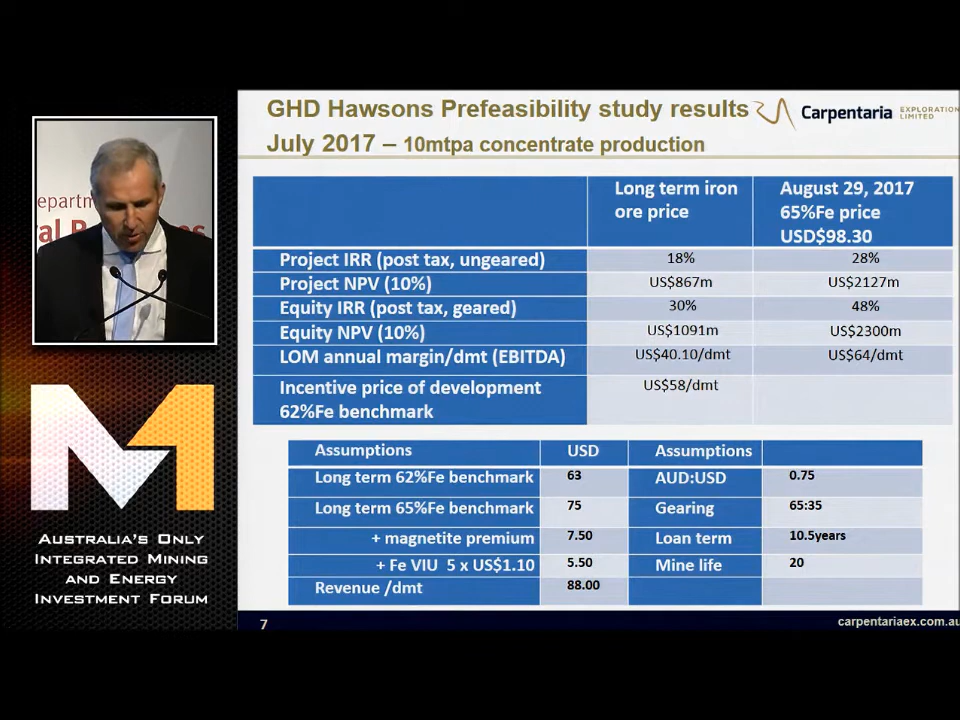 GHD Hawsons Prefeasibility study results
July 2017 – 10mtpa concentrate production
Carpentaria EXPLORATION LIMITED
Long term iron ore price
August 29, 2017 65%Fe price USD$98.30
Project IRR (post tax, ungeared) 18% 28%
Project NPV (10%) US$867m US$2127m
Equity IRR (post tax, geared) 30% 48%
Equity NPV (10%) US$1091m US$2300m
LOM annual margin/dmt (EBITDA) US$40.10/dmt US$64/dmt
Incentive price of development 62%Fe benchmark US$58/dmt
Assumptions USD Assumptions
Long term 62%Fe benchmark 63 AUD:USD 0.75
Long term 65%Fe benchmark 75 Gearing 65:35
+ magnetite premium 7.50 Loan term 10.5years
+ Fe VIU 5 x US$1.10 5.50 Mine life 20
Revenue /dmt 88.00
7
carpentariaex.com.au
epartm
al R
es
M
AUSTRALIA'S ONLY
INTEGRATED MINING
AND ENERGY
INVESTMENT FORUM